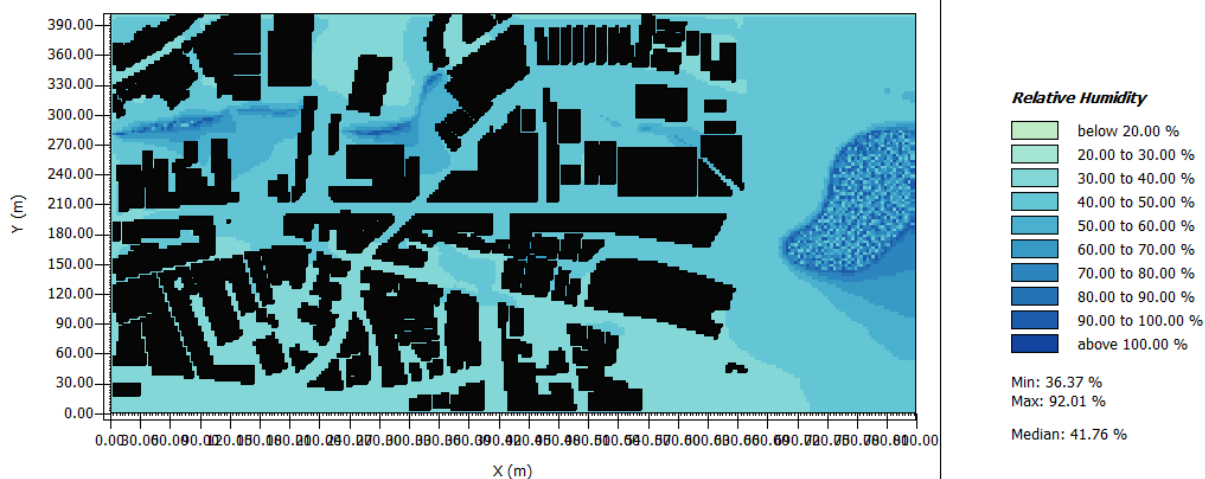 390.00
360.00
330.00
300.00
270.00
240.00
210.00
180.00
150.00
120.00
90.00
60.00
30.00
0.00
Y (m)
X (m)
Relative Humidity
below 20.00 %
20.00 to 30.00 %
30.00 to 40.00 %
40.00 to 50.00 %
50.00 to 60.00 %
60.00 to 70.00 %
70.00 to 80.00 %
80.00 to 90.00 %
90.00 to 100.00 %
above 100.00 %
Min: 36.37 %
Max: 92.01 %
Median: 41.76 %